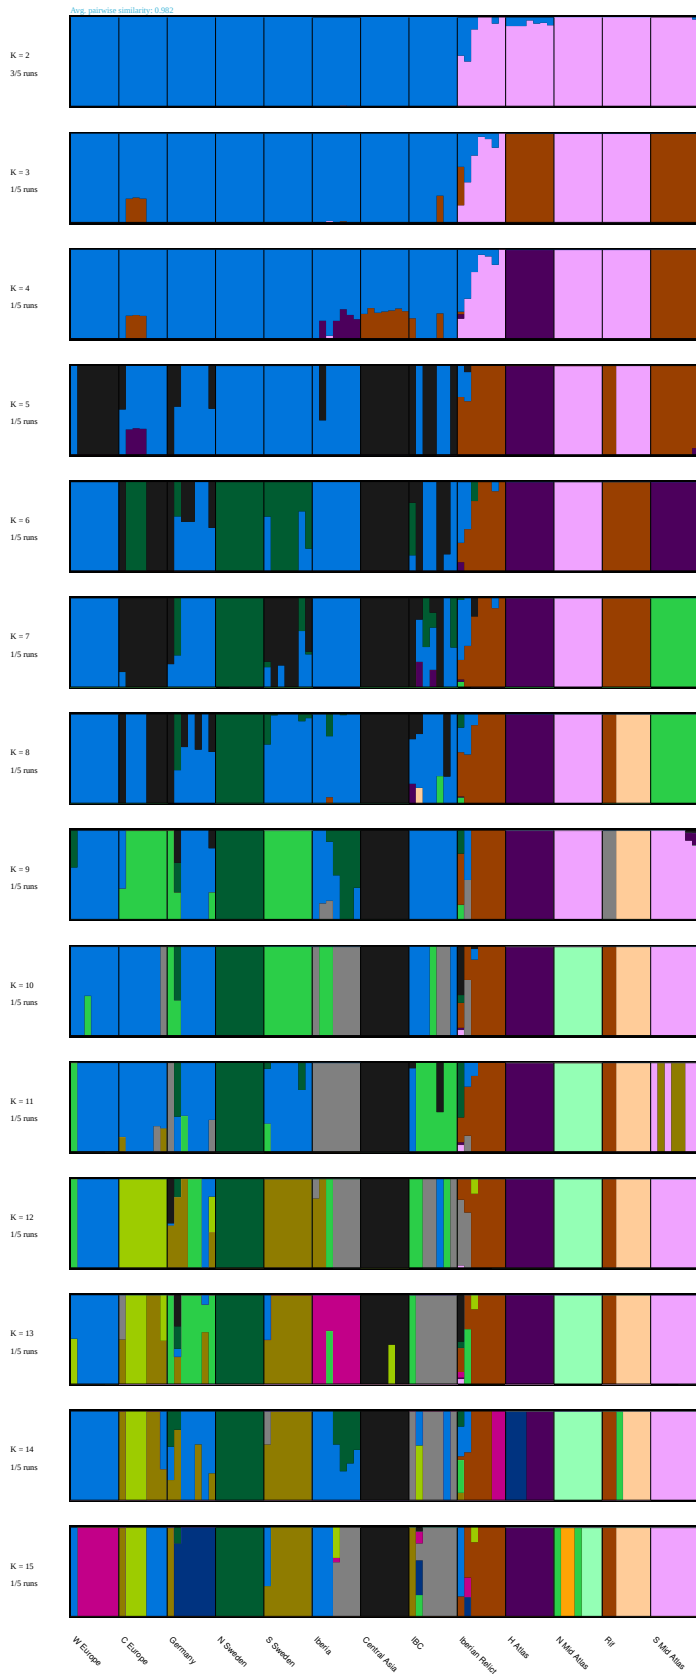 Avg. pairwise similarity: 0.982
K = 2
3/5 runs
K = 3
1/5 runs
K = 4
1/5 runs
K = 5
1/5 runs
K = 6
1/5 runs
K = 7
1/5 runs
K = 8
1/5 runs
K = 9
1/5 runs
K = 10
1/5 runs
K = 11
1/5 runs
K = 12
1/5 runs
K = 13
1/5 runs
K = 14
1/5 runs
K = 15
1/5 runs
W Europe
C Europe
Germany
N Sweden
S Sweden
Iberia
Central Asia
IBC
Iberian Relict
H Atlas
N Mid Atlas
Rif
S Mid Atlas